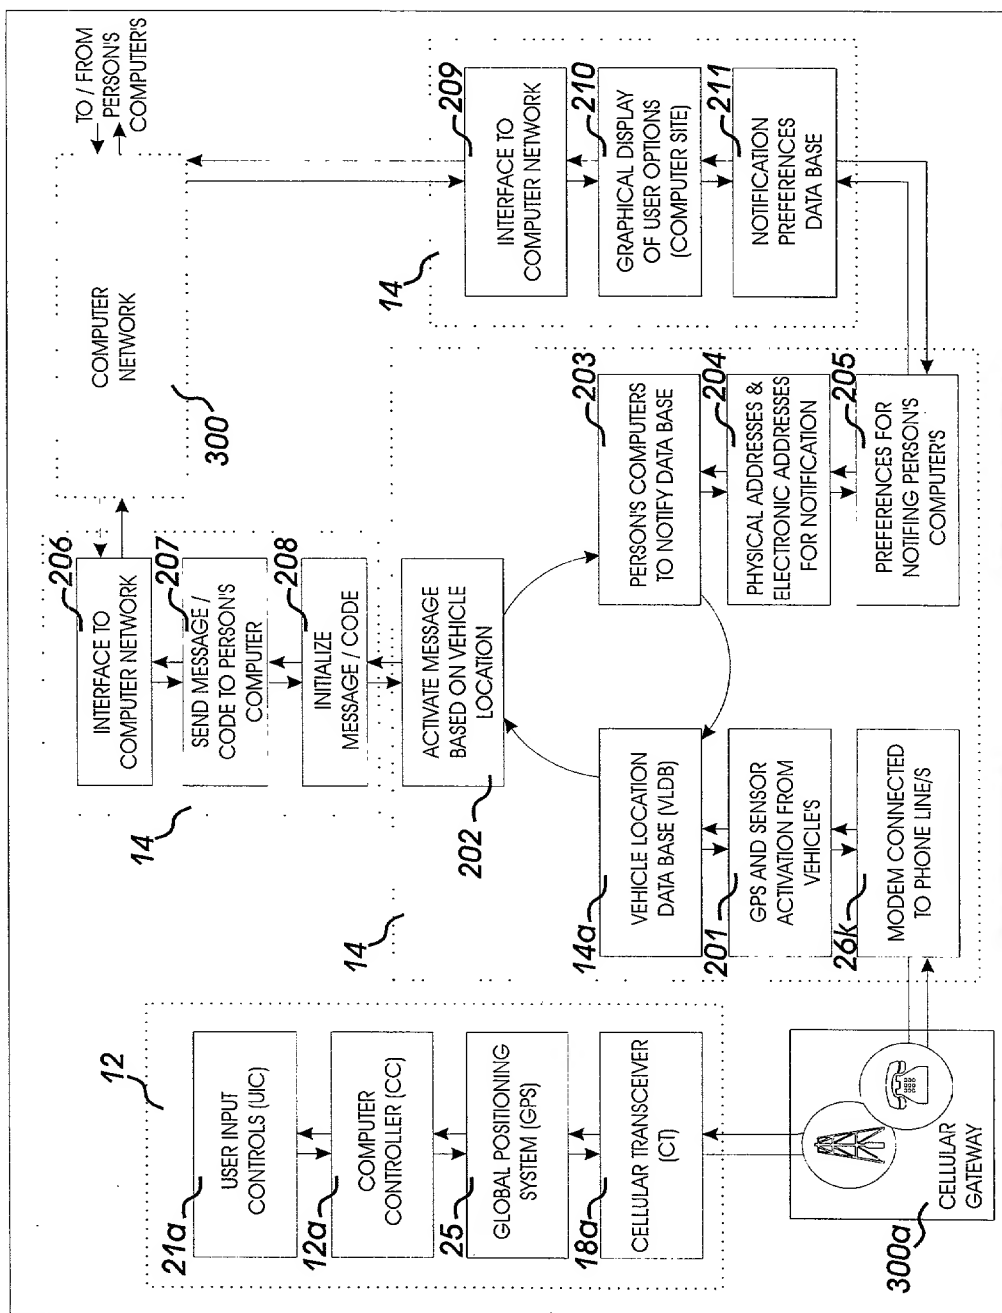 12
21a
USER INPUT
CONTROLS (UIC)
12a
COMPUTER
CONTROLLER (CC)
25
GLOBAL POSITIONING
SYSTEM (GPS)
18a
CELLULAR TRANSCEIVER
(CT)
300a
CELLULAR
GATEWAY
14
206
INTERFACE TO
COMPUTER NETWORK
207
SEND MESSAGE /
CODE TO PERSON'S
COMPUTER
208
INITIALIZE
MESSAGE / CODE
14
202
ACTIVATE MESSAGE
BASED ON VEHICLE
LOCATION
14a
VEHICLE LOCATION
DATA BASE (VLDB)
201
GPS AND SENSOR
ACTIVATION FROM
VEHICLE'S
26k
MODEM CONNECTED
TO PHONE LINE/S
203
PERSON'S COMPUTERS
TO NOTIFY DATA BASE
204
PHYSICAL ADDRESSES &
ELECTRONIC ADDRESSES
FOR NOTIFICATION
205
PREFERENCES FOR
NOTIFING PERSON'S
COMPUTER'S
300
COMPUTER
NETWORK
TO / FROM
PERSON'S
COMPUTER'S
14
209
INTERFACE TO
COMPUTER NETWORK
210
GRAPHICAL DISPLAY
OF USER OPTIONS
(COMPUTER SITE)
211
NOTIFICATION
PREFERENCES
DATA BASE